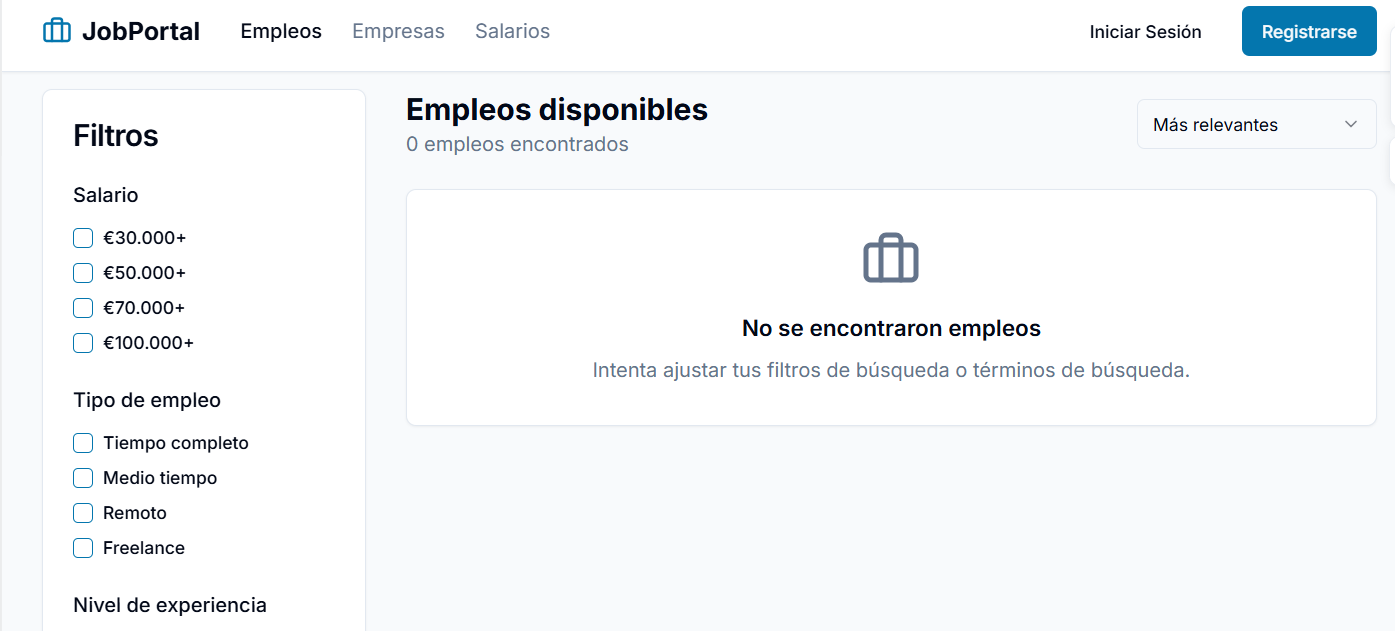 JobPortal
Empleos
Empresas
Salarios
Iniciar Sesión
Registrarse
Filtros
Salario
€30.000+
€50.000+
€70.000+
€100.000+
Tipo de empleo
Tiempo completo
Medio tiempo
Remoto
Freelance
Nivel de experiencia
Empleos disponibles
0 empleos encontrados
Más relevantes
No se encontraron empleos
Intenta ajustar tus filtros de búsqueda o términos de búsqueda.